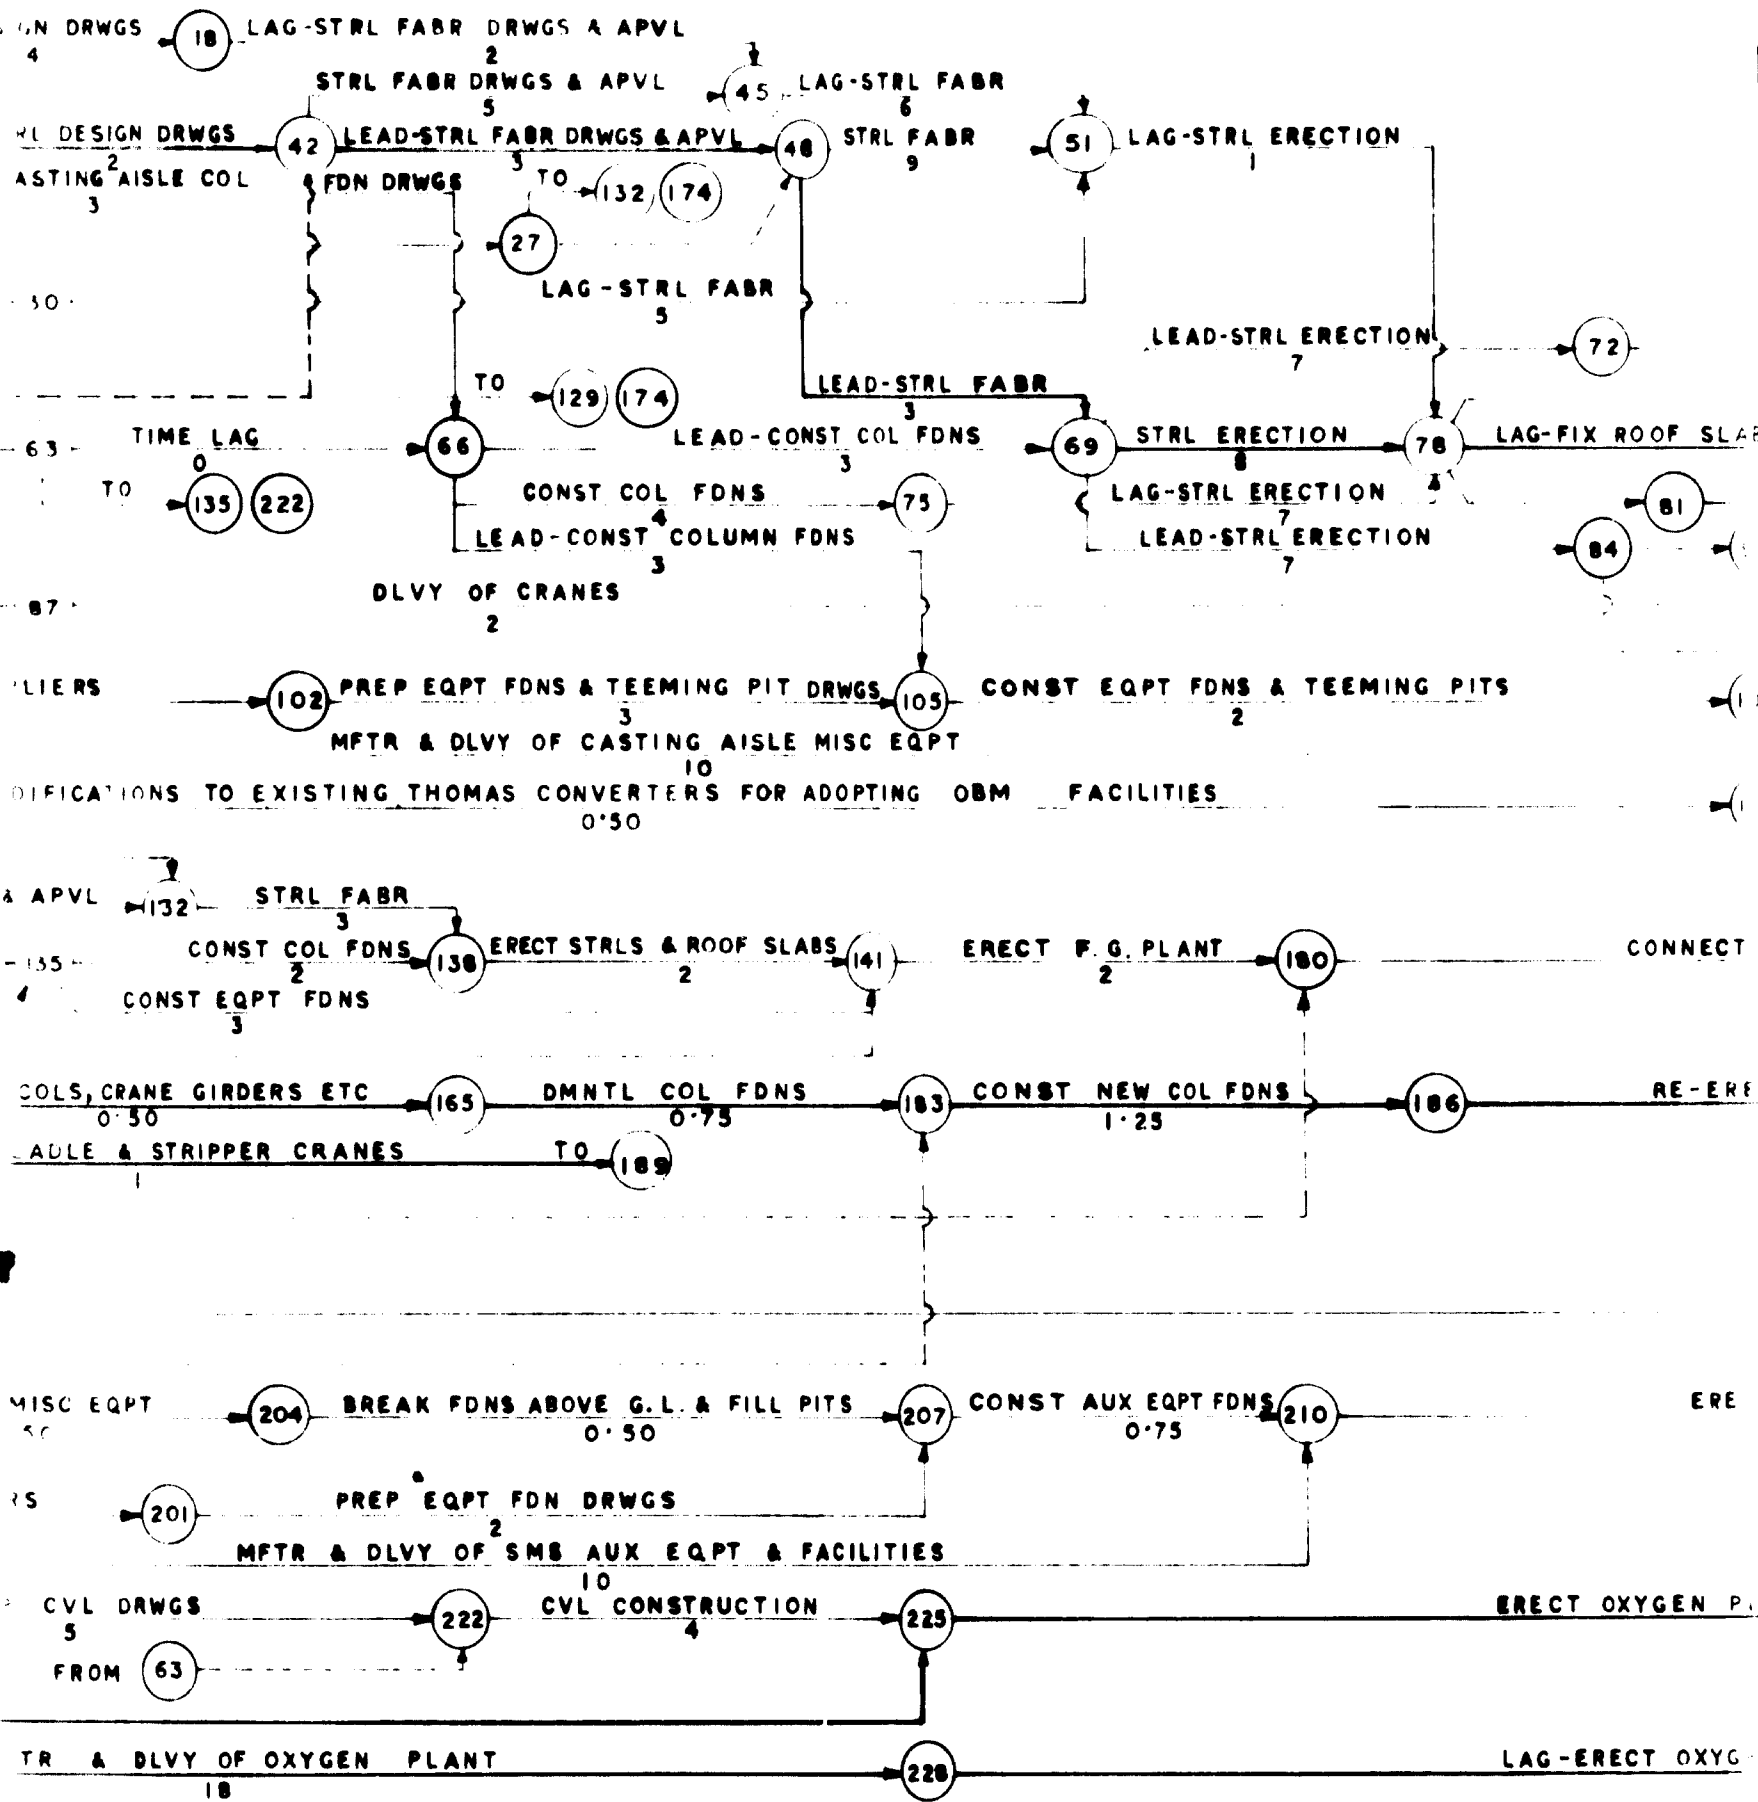 DRWGS 18 LAG-STRL FABR DRWGS & APVL
4 2
STRL FABR DRWGS & APVL 45 LAG-STRL FABR
5 6
DESIGN DRWGS 42 LEAD-STRL FABR DRWGS & APVL 48 STRL FABR 51 LAG-STRL ERECTION
2 3 9 1
AISLE COL FDN DRWGS TO 132 174
3
27
LAG-STRL FABR
5
LEAD-STRL ERECTION 72
7
TO 129 174 LEAD-STRL FABR
3
63 TIME LAG 66 LEAD-CONST COL FDNS 69 STRL ERECTION 78 LAG-FIX ROOF
0 3 8
TO 135 222 CONST COL FDNS 75 LAG-STRL ERECTION 81
4 7
LEAD-CONST COLUMN FDNS LEAD-STRL ERECTION 84
3 7
87 DLVY OF CRANES
2
102 PREP EQPT FDNS & TEEMING PIT DRWGS 105 CONST EQPT FDNS & TEEMING PITS
3 2
MFTR & DLVY OF CASTING AISLE MISC EQPT
10
TO EXISTING THOMAS CONVERTERS FOR ADOPTING OBM FACILITIES
0·50
& APVL 132 STRL FABR
3
135 CONST COL FDNS 138 ERECT STRLS & ROOF SLABS 141 ERECT F. G. PLANT 180 CONNECT
2 2 2
CONST EQPT FDNS
3
COLS, CRANE GIRDERS ETC 165 DMNTL COL FDNS 183 CONST NEW COL FDNS 186 RE-ERE
0·50 0·75 1·25
& STRIPPER CRANES TO 189
1
MISC EQPT 204 BREAK FDNS ABOVE G. L. & FILL PITS 207 CONST AUX EQPT FDNS 210 ERE
0·50 0·75
201 PREP EQPT FDN DRWGS
2
MFTR & DLVY OF SMS AUX EQPT & FACILITIES
10
CVL DRWGS 222 CVL CONSTRUCTION 225 ERECT OXYGEN
5 4
FROM 63
TR & DLVY OF OXYGEN PLANT 228 LAG-ERECT OXYG
18